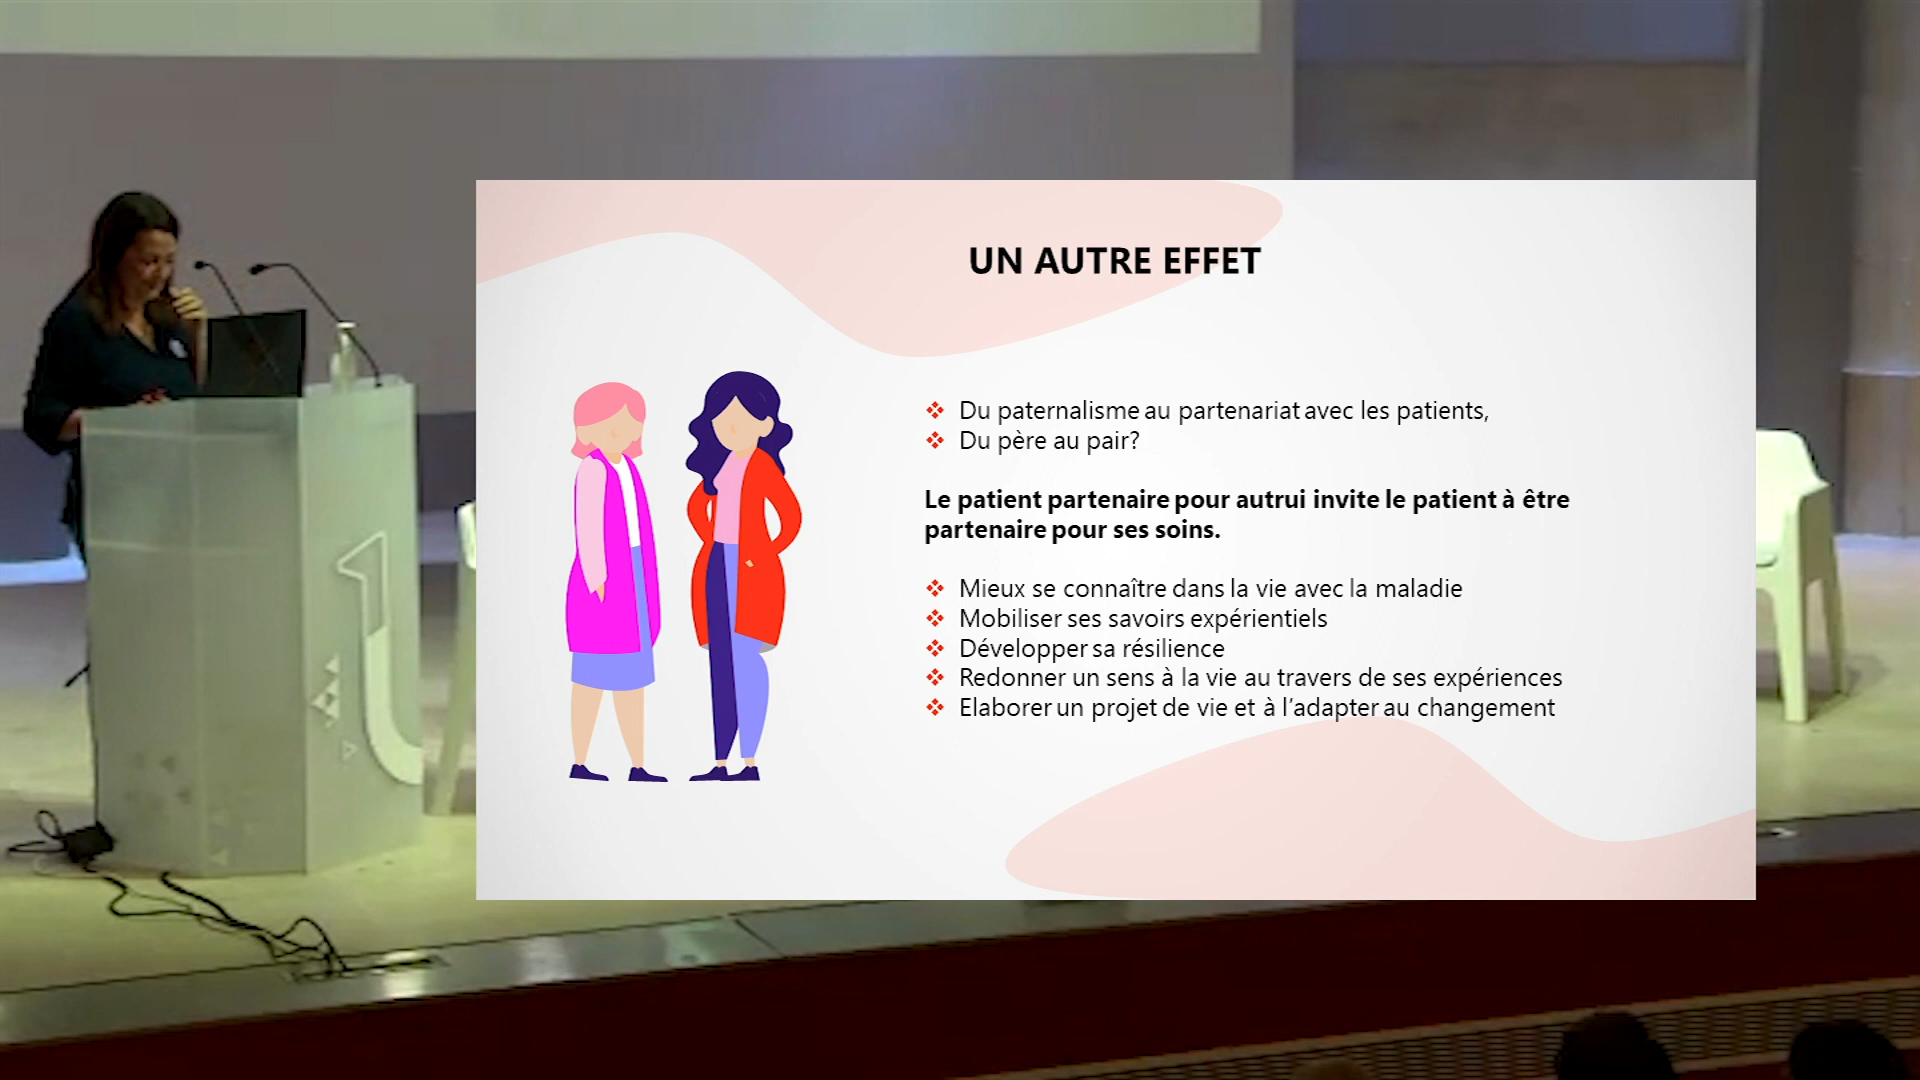 UN AUTRE EFFET
Du paternalisme au partenariat avec les patients,
Du père au pair?
Le patient partenaire pour autrui invite le patient à être
partenaire pour ses soins.
Mieux se connaître dans la vie avec la maladie
Mobiliser ses savoirs expérientiels
Développer sa résilience
Redonner un sens à la vie au travers de ses expériences
Elaborer un projet de vie et à l’adapter au changement